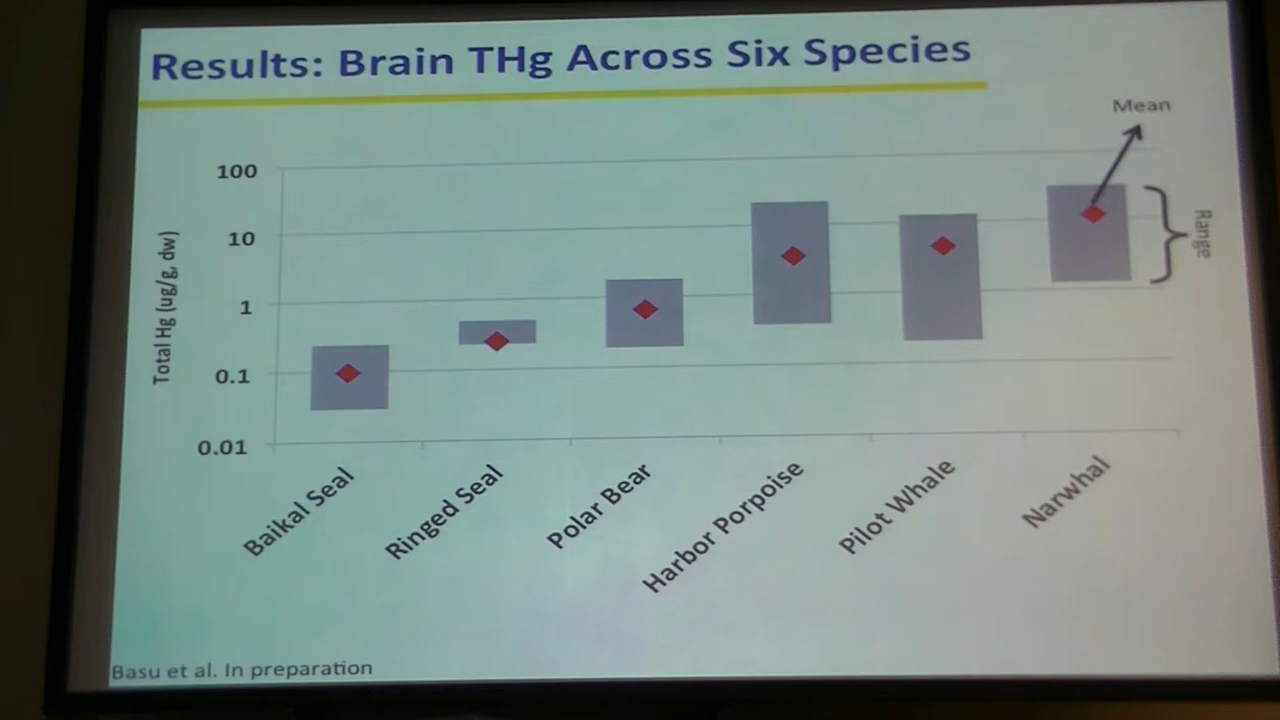 Results: Brain THg Across Six Species
Mean
100
10
1
0.1
0.01
Total Hg (ug/g, dw)
Range
Baikal Seal
Ringed Seal
Polar Bear
Harbor Porpoise
Pilot Whale
Narwhal
Basu et al. In preparation